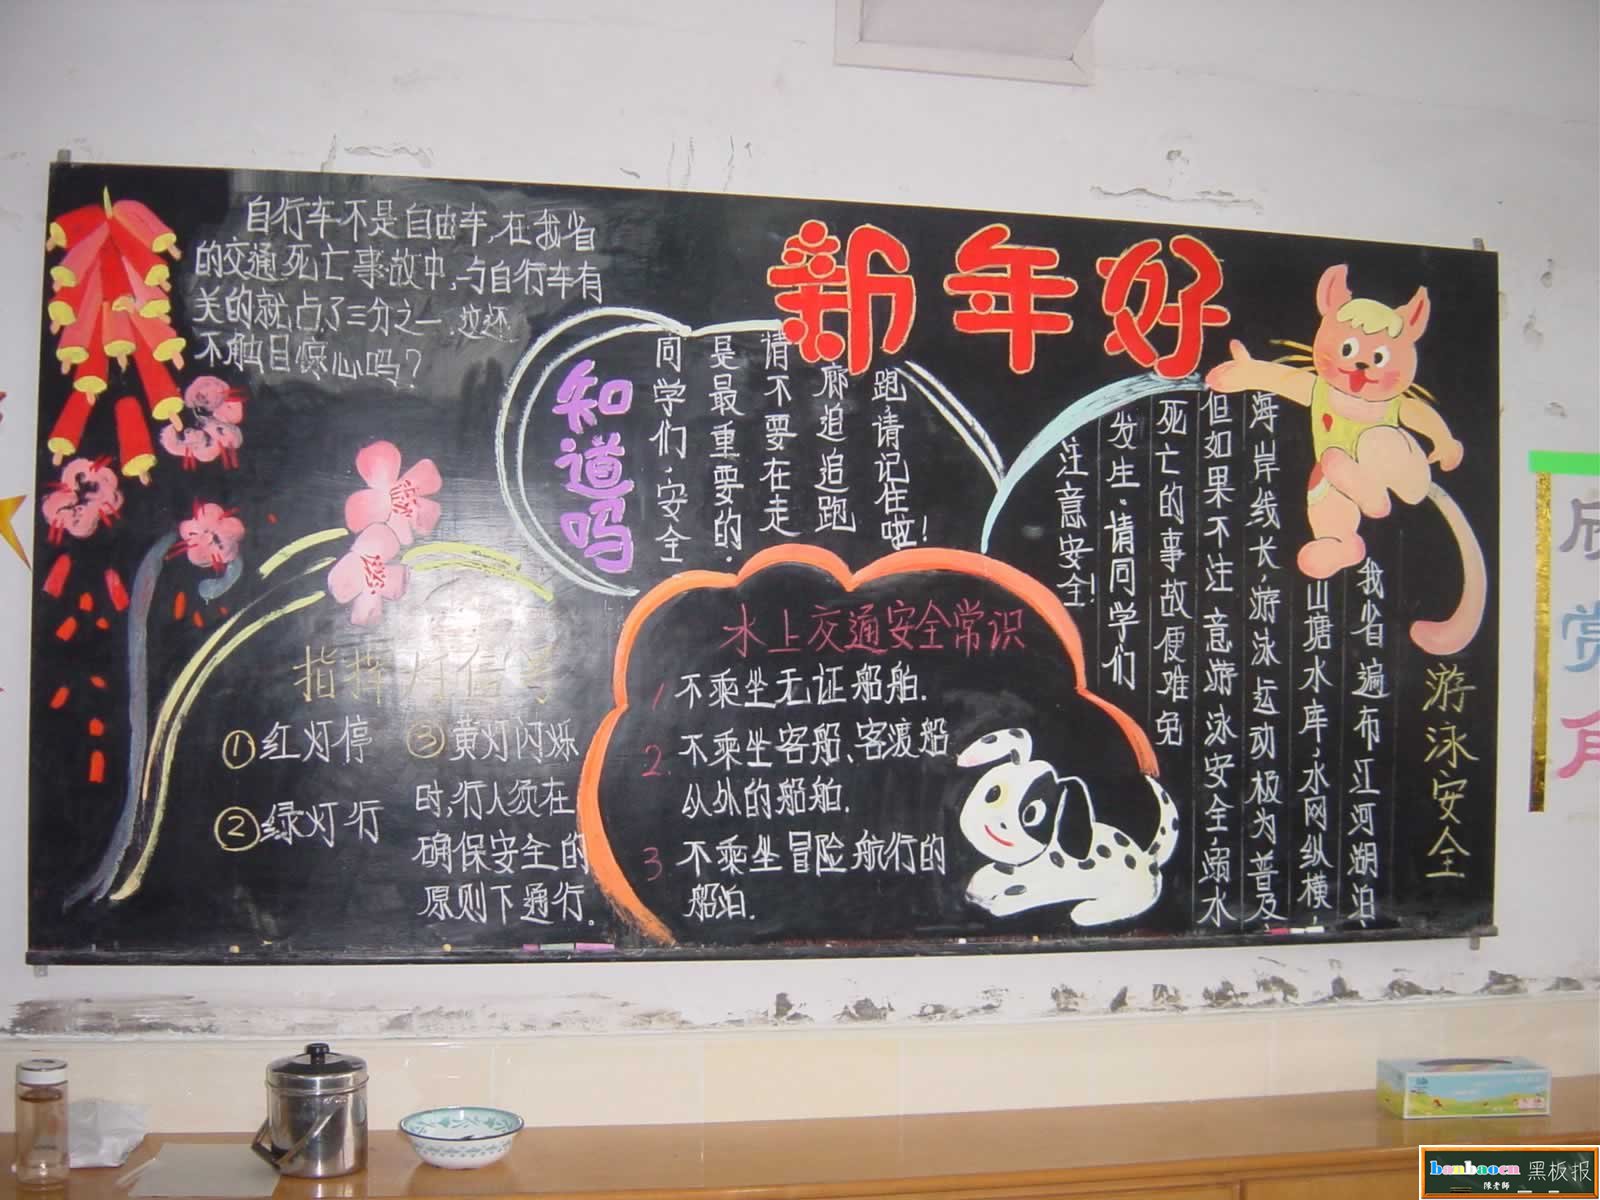 新年好
自行车不是自由车,在我省
的交通死亡事故中,与自行车有
关的就占了三分之一,这还
不触目惊心吗?
知道吗
同学们,安全
是最重要的.
请不要在走
廊追追跑
跑请记住啦!
指挥灯信号
①红灯停
②绿灯行
③黄灯闪烁
时,行人须在
确保安全的
原则下通行。
水上交通安全常识
1 不乘坐无证船舶.
2. 不乘坐客船、客渡船
以外的船舶.
3 不乘坐冒险航行的
船泊.
游泳安全
我省遍布江河湖泊,
山塘水库,水网纵横,
海岸线长,游泳运动极为普及,
但如果不注意游泳安全,溺水
死亡的事故便难免
发生.请同学们
注意安全!
欣赏角
banbaocn 黑板报
陳老師